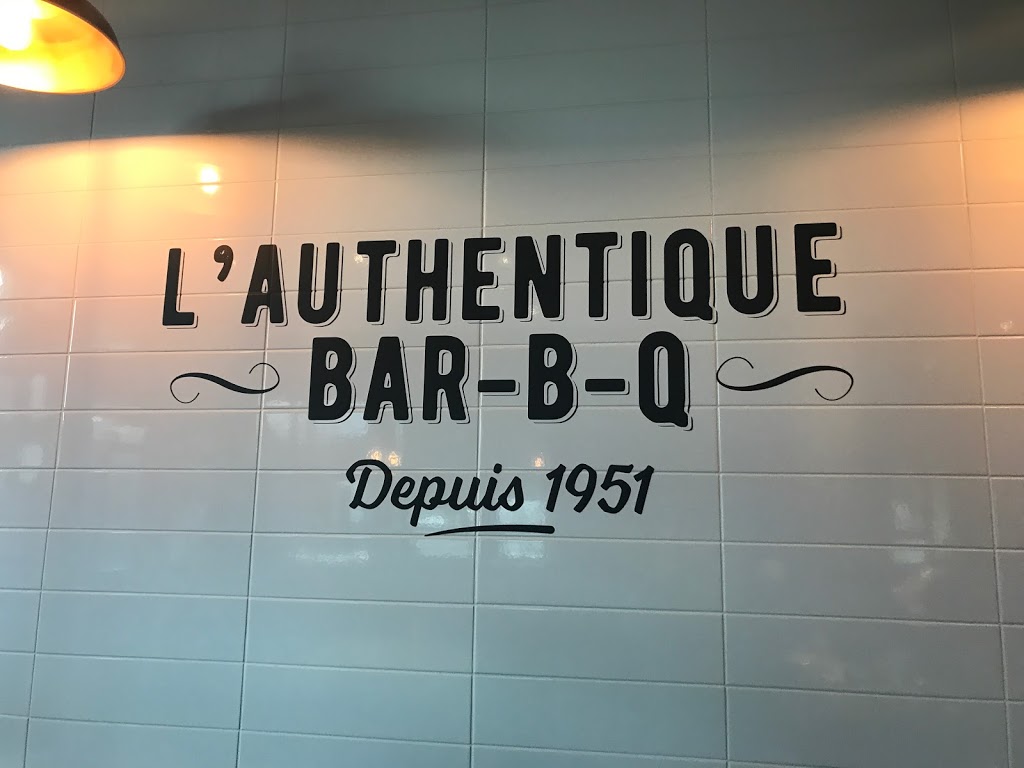 L'AUTHENTIQUE
BAR-B-Q
Depuis 1951